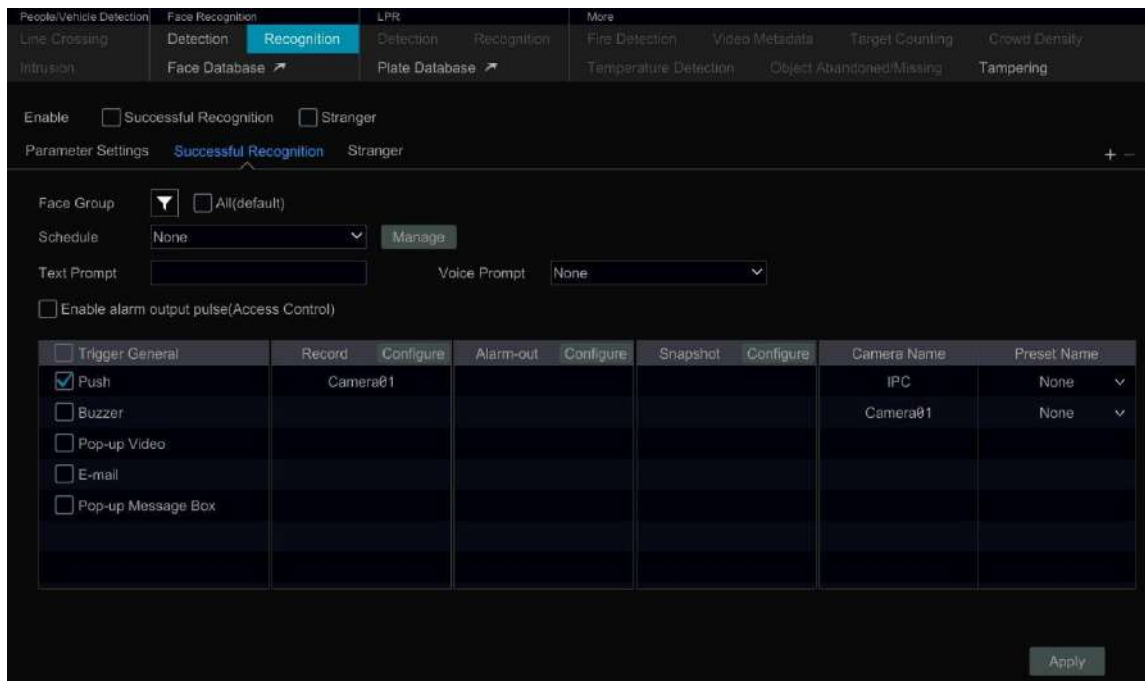 People/Vehicle Detection Face Recognition LPR More
Line Crossing Detection Recognition Detection Recognition Fire Detection Video Metadata Target Counting Crowd Density
Intrusion Face Database Plate Database Temperature Detection Object Abandoned/Missing Tampering
Enable Successful Recognition Stranger
Parameter Settings Successful Recognition Stranger + −
Face Group All(default)
Schedule None Manage
Text Prompt Voice Prompt None
Enable alarm output pulse(Access Control)
Trigger General Record Configure Alarm-out Configure Snapshot Configure Camera Name Preset Name
Push Camera01 IPC None
Buzzer Camera01 None
Pop-up Video
E-mail
Pop-up Message Box
Apply